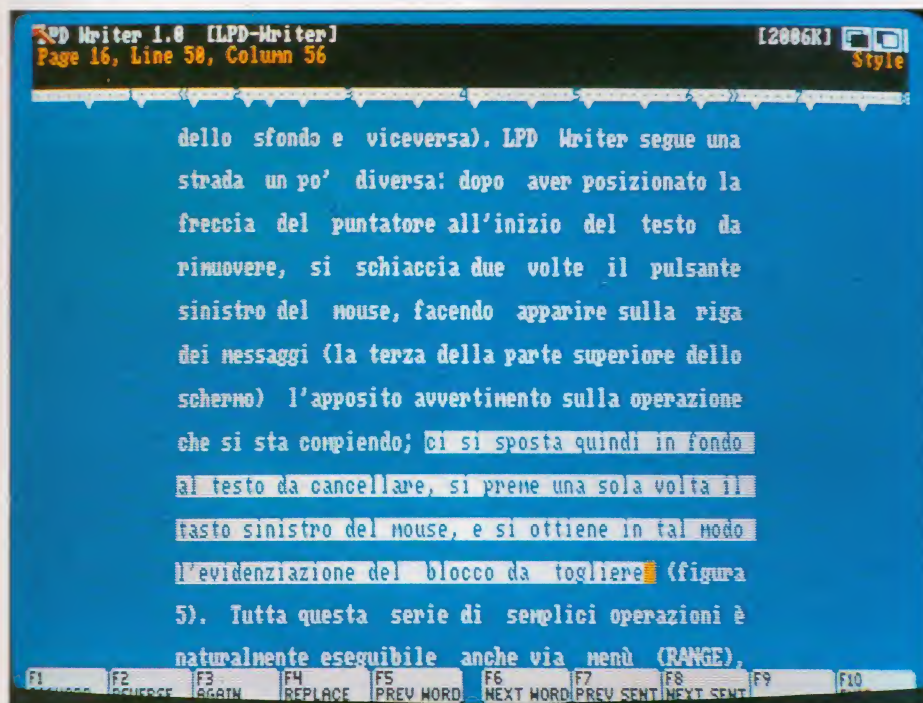 LPD Writer 1.0 [LPD-Writer] [2006K]
Page 16, Line 50, Column 56 Style
dello sfondo e viceversa). LPD Writer segue una
strada un po' diversa: dopo aver posizionato la
freccia del puntatore all'inizio del testo da
rimuovere, si schiaccia due volte il pulsante
sinistro del mouse, facendo apparire sulla riga
dei messaggi (la terza della parte superiore dello
schermo) l'apposito avvertimento sulla operazione
che si sta compiendo; ci si sposta quindi in fondo
al testo da cancellare, si preme una sola volta il
tasto sinistro del mouse, e si ottiene in tal modo
l'evidenziazione del blocco da togliere (figura
5). Tutta questa serie di semplici operazioni è
naturalmente eseguibile anche via menù (RANGE),
F1 F2 F3 F4 F5 F6 F7 F8 F9 F10
REVERSE AGAIN REPLACE PREV WORD NEXT WORD PREV SENT NEXT SENT